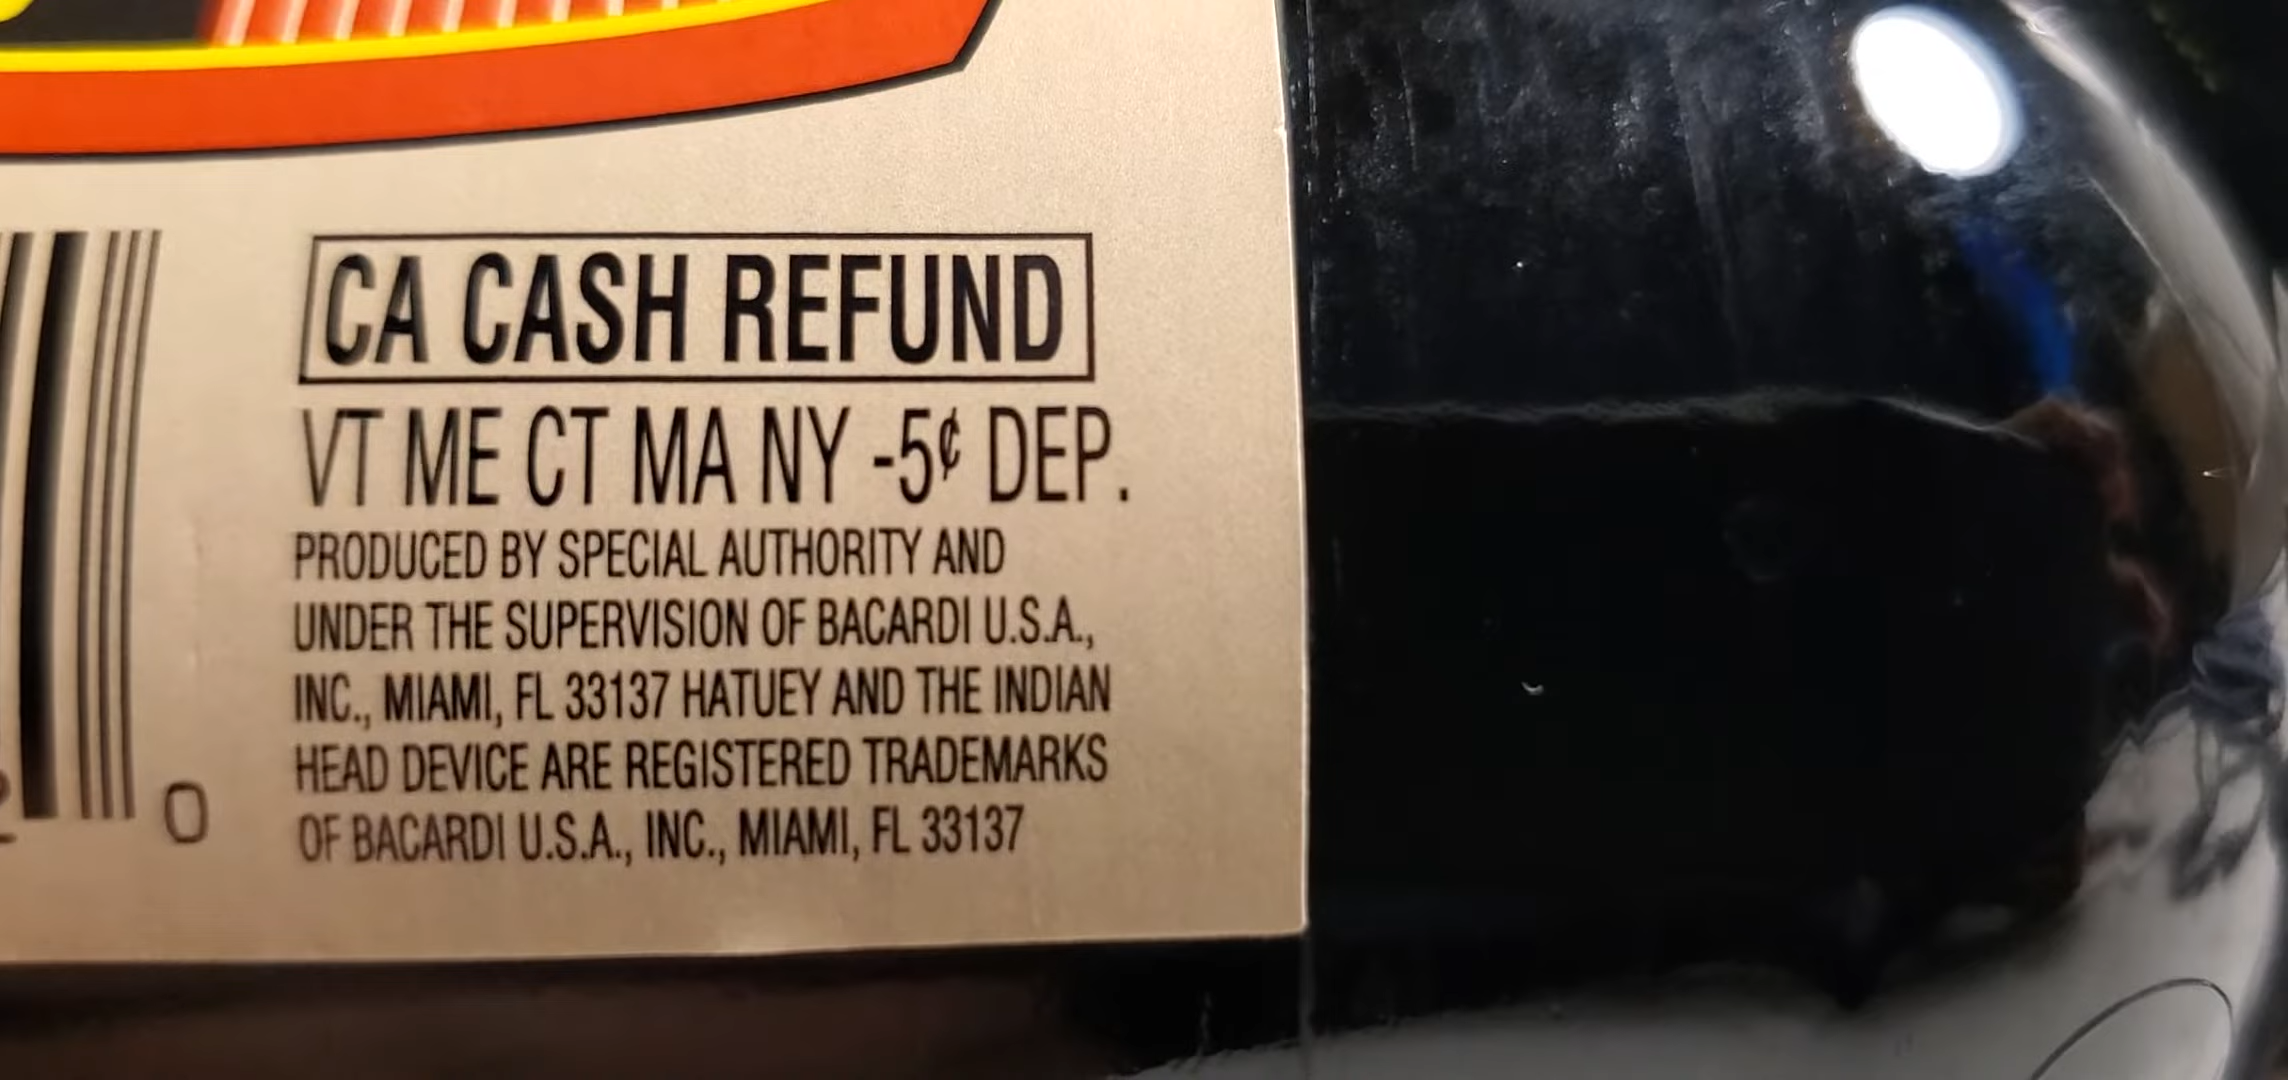 CA CASH REFUND
VT ME CT MA NY -5¢ DEP.
PRODUCED BY SPECIAL AUTHORITY AND
UNDER THE SUPERVISION OF BACARDI U.S.A.,
INC., MIAMI, FL 33137 HATUEY AND THE INDIAN
HEAD DEVICE ARE REGISTERED TRADEMARKS
OF BACARDI U.S.A., INC., MIAMI, FL 33137
0